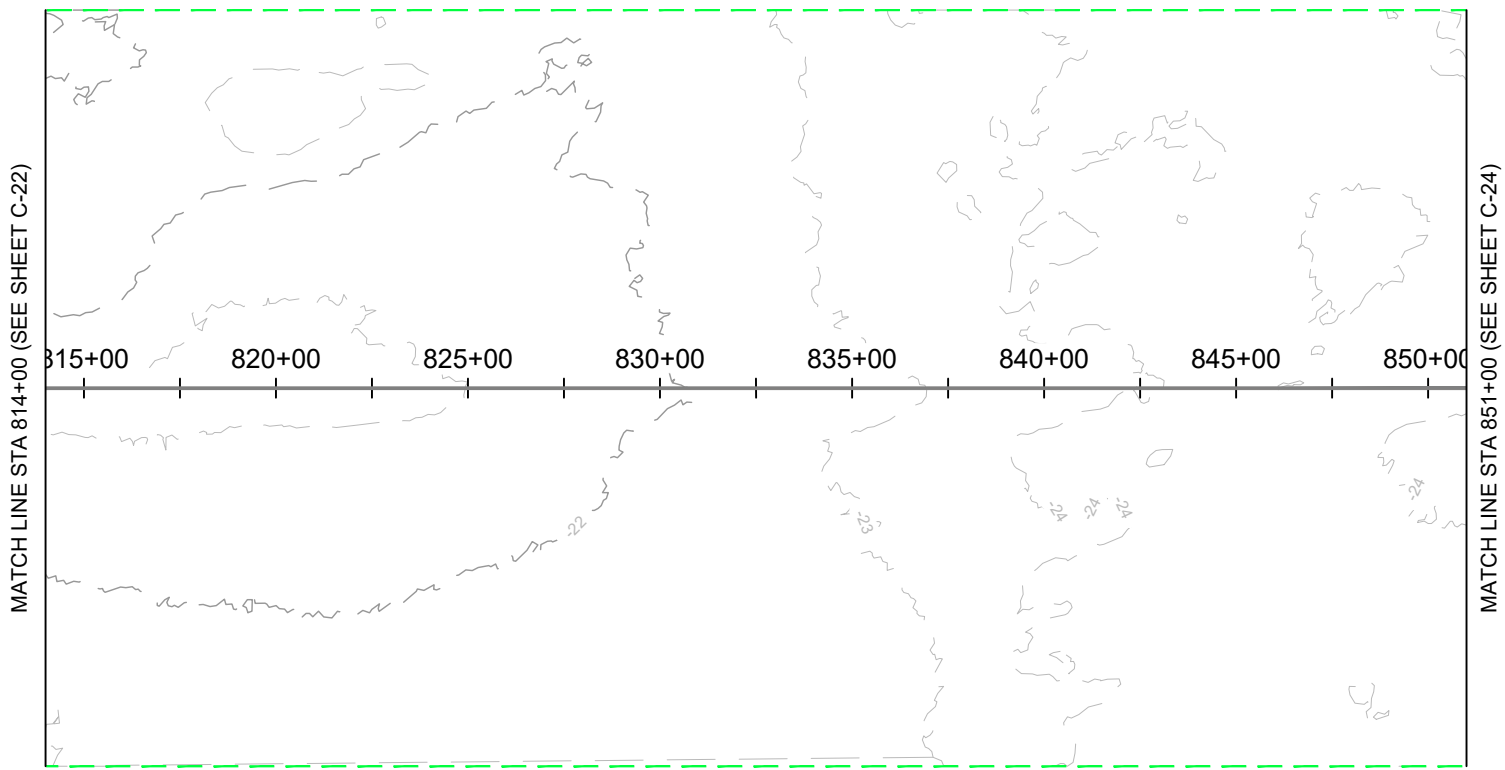 MATCH LINE STA 814+00 (SEE SHEET C-22)
815+00 820+00 825+00 830+00 835+00 840+00 845+00 850+00
-22
-23
-24
-24
-24
-24
MATCH LINE STA 851+00 (SEE SHEET C-24)